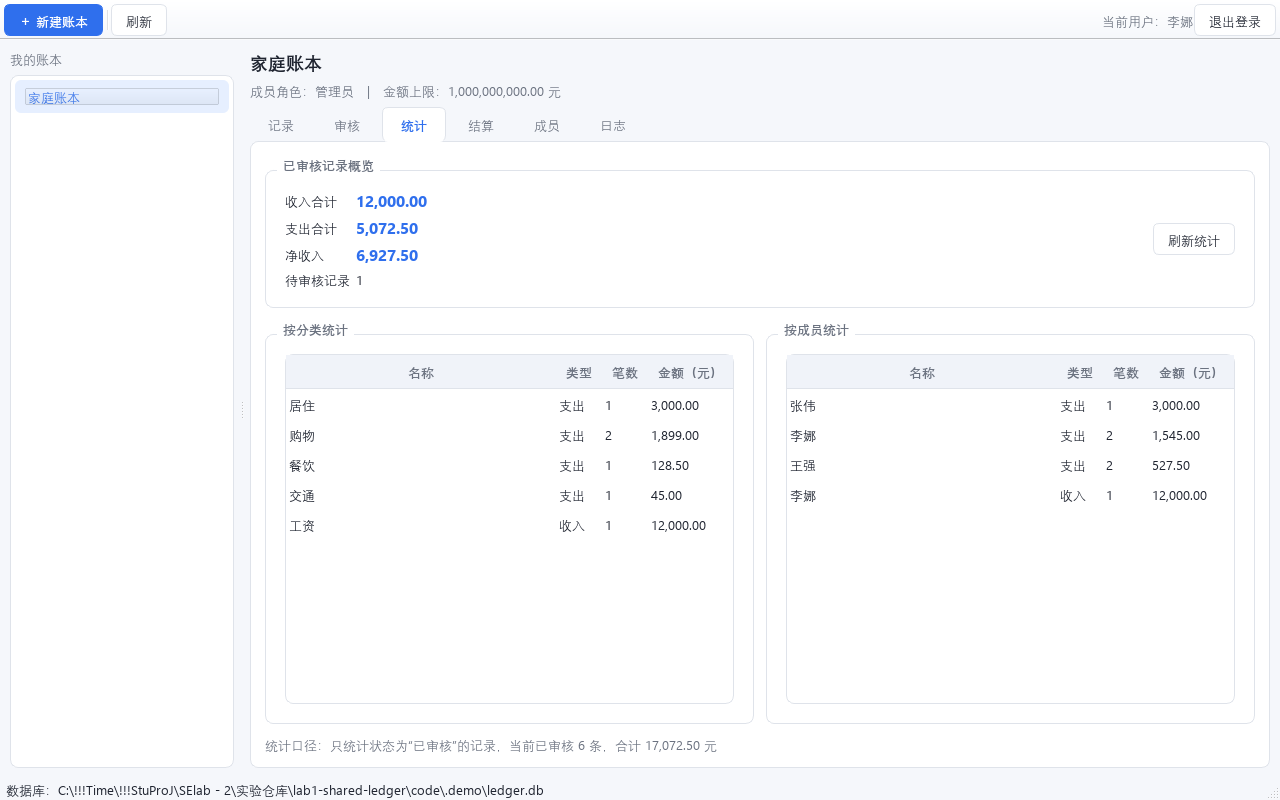 + 新建账本 刷新 当前用户：李娜 退出登录
我的账本
家庭账本
家庭账本
成员角色：管理员 | 金额上限：1,000,000,000.00 元
记录 审核 统计 结算 成员 日志
已审核记录概览
收入合计 12,000.00
支出合计 5,072.50
净收入 6,927.50
待审核记录 1
刷新统计
按分类统计
名称 类型 笔数 金额（元）
居住 支出 1 3,000.00
购物 支出 2 1,899.00
餐饮 支出 1 128.50
交通 支出 1 45.00
工资 收入 1 12,000.00
按成员统计
名称 类型 笔数 金额（元）
张伟 支出 1 3,000.00
李娜 支出 2 1,545.00
王强 支出 2 527.50
李娜 收入 1 12,000.00
统计口径：只统计状态为“已审核”的记录，当前已审核 6 条，合计 17,072.50 元
数据库：C:\!!!Time\!!!StuProJ\SElab - 2\实验仓库\lab1-shared-ledger\code\.demo\ledger.db